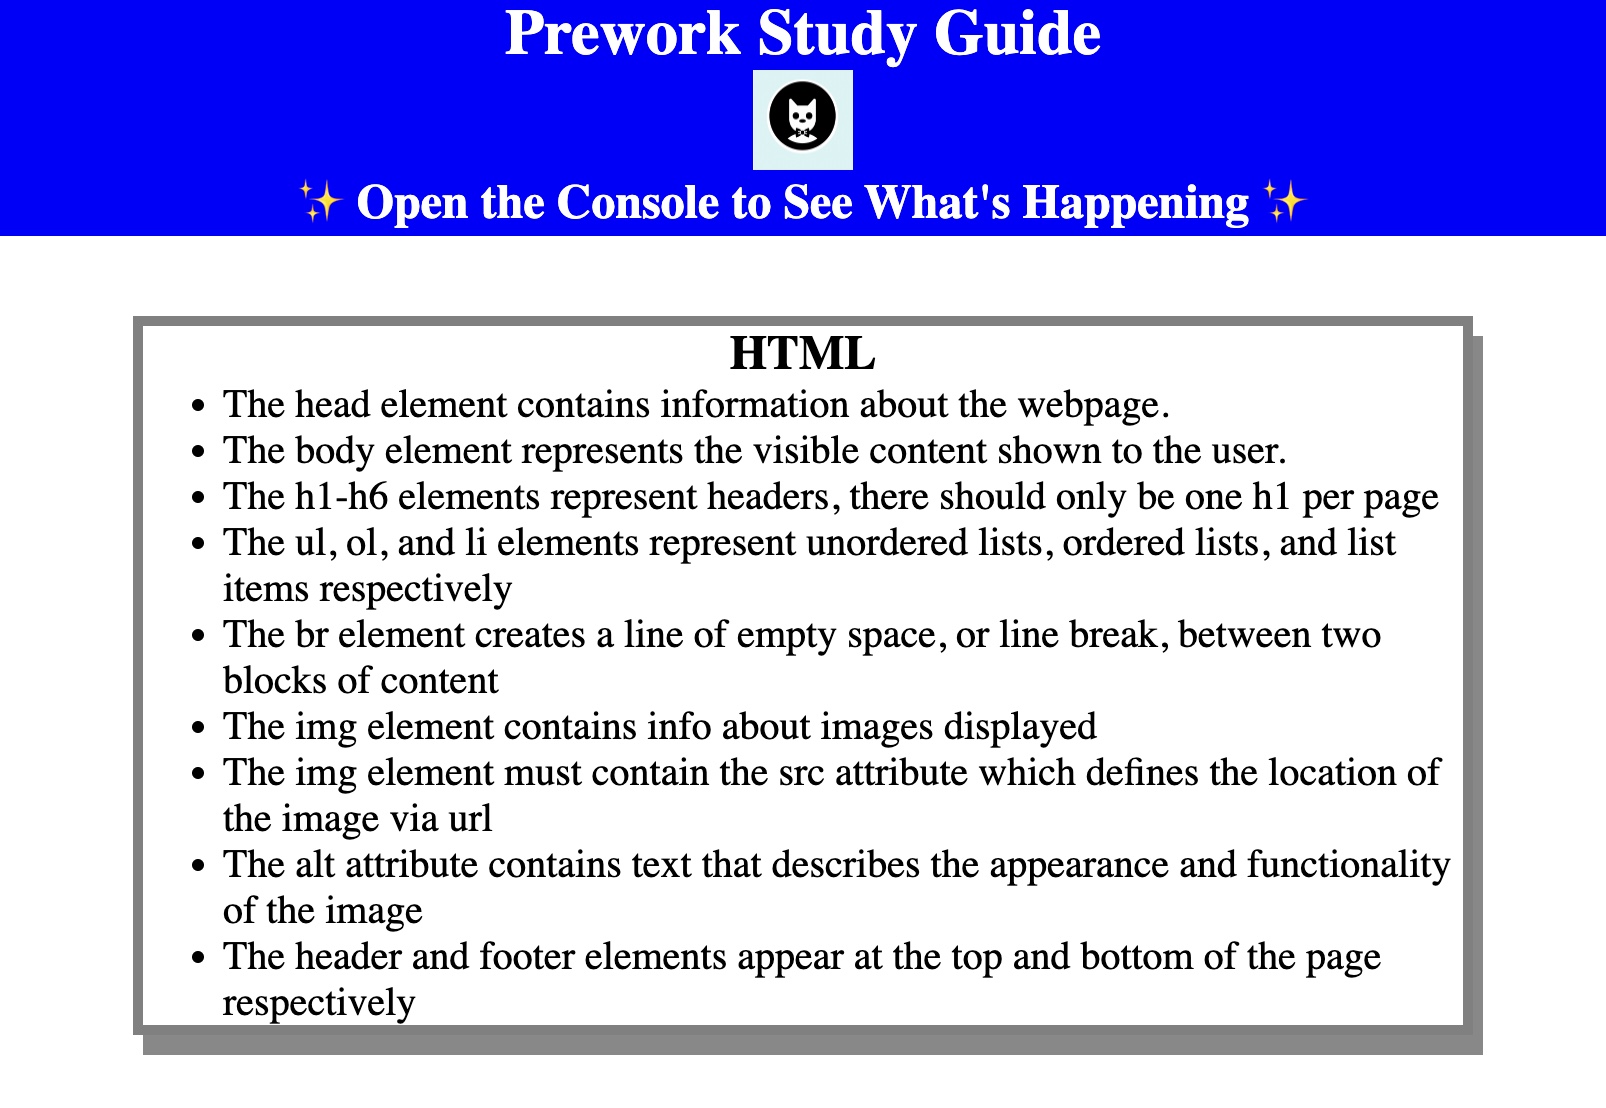 Prework Study Guide
✨ Open the Console to See What's Happening ✨
HTML
• The head element contains information about the webpage.
• The body element represents the visible content shown to the user.
• The h1-h6 elements represent headers, there should only be one h1 per page
• The ul, ol, and li elements represent unordered lists, ordered lists, and list
items respectively
• The br element creates a line of empty space, or line break, between two
blocks of content
• The img element contains info about images displayed
• The img element must contain the src attribute which defines the location of
the image via url
• The alt attribute contains text that describes the appearance and functionality
of the image
• The header and footer elements appear at the top and bottom of the page
respectively